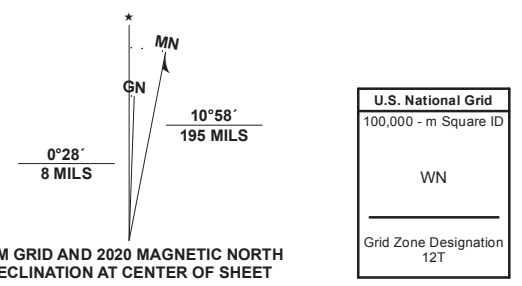 MN
GN
10°58´
195 MILS
0°28´
8 MILS
M GRID AND 2020 MAGNETIC NORTH
ECLINATION AT CENTER OF SHEET
U.S. National Grid
100,000 - m Square ID
WN
Grid Zone Designation
12T